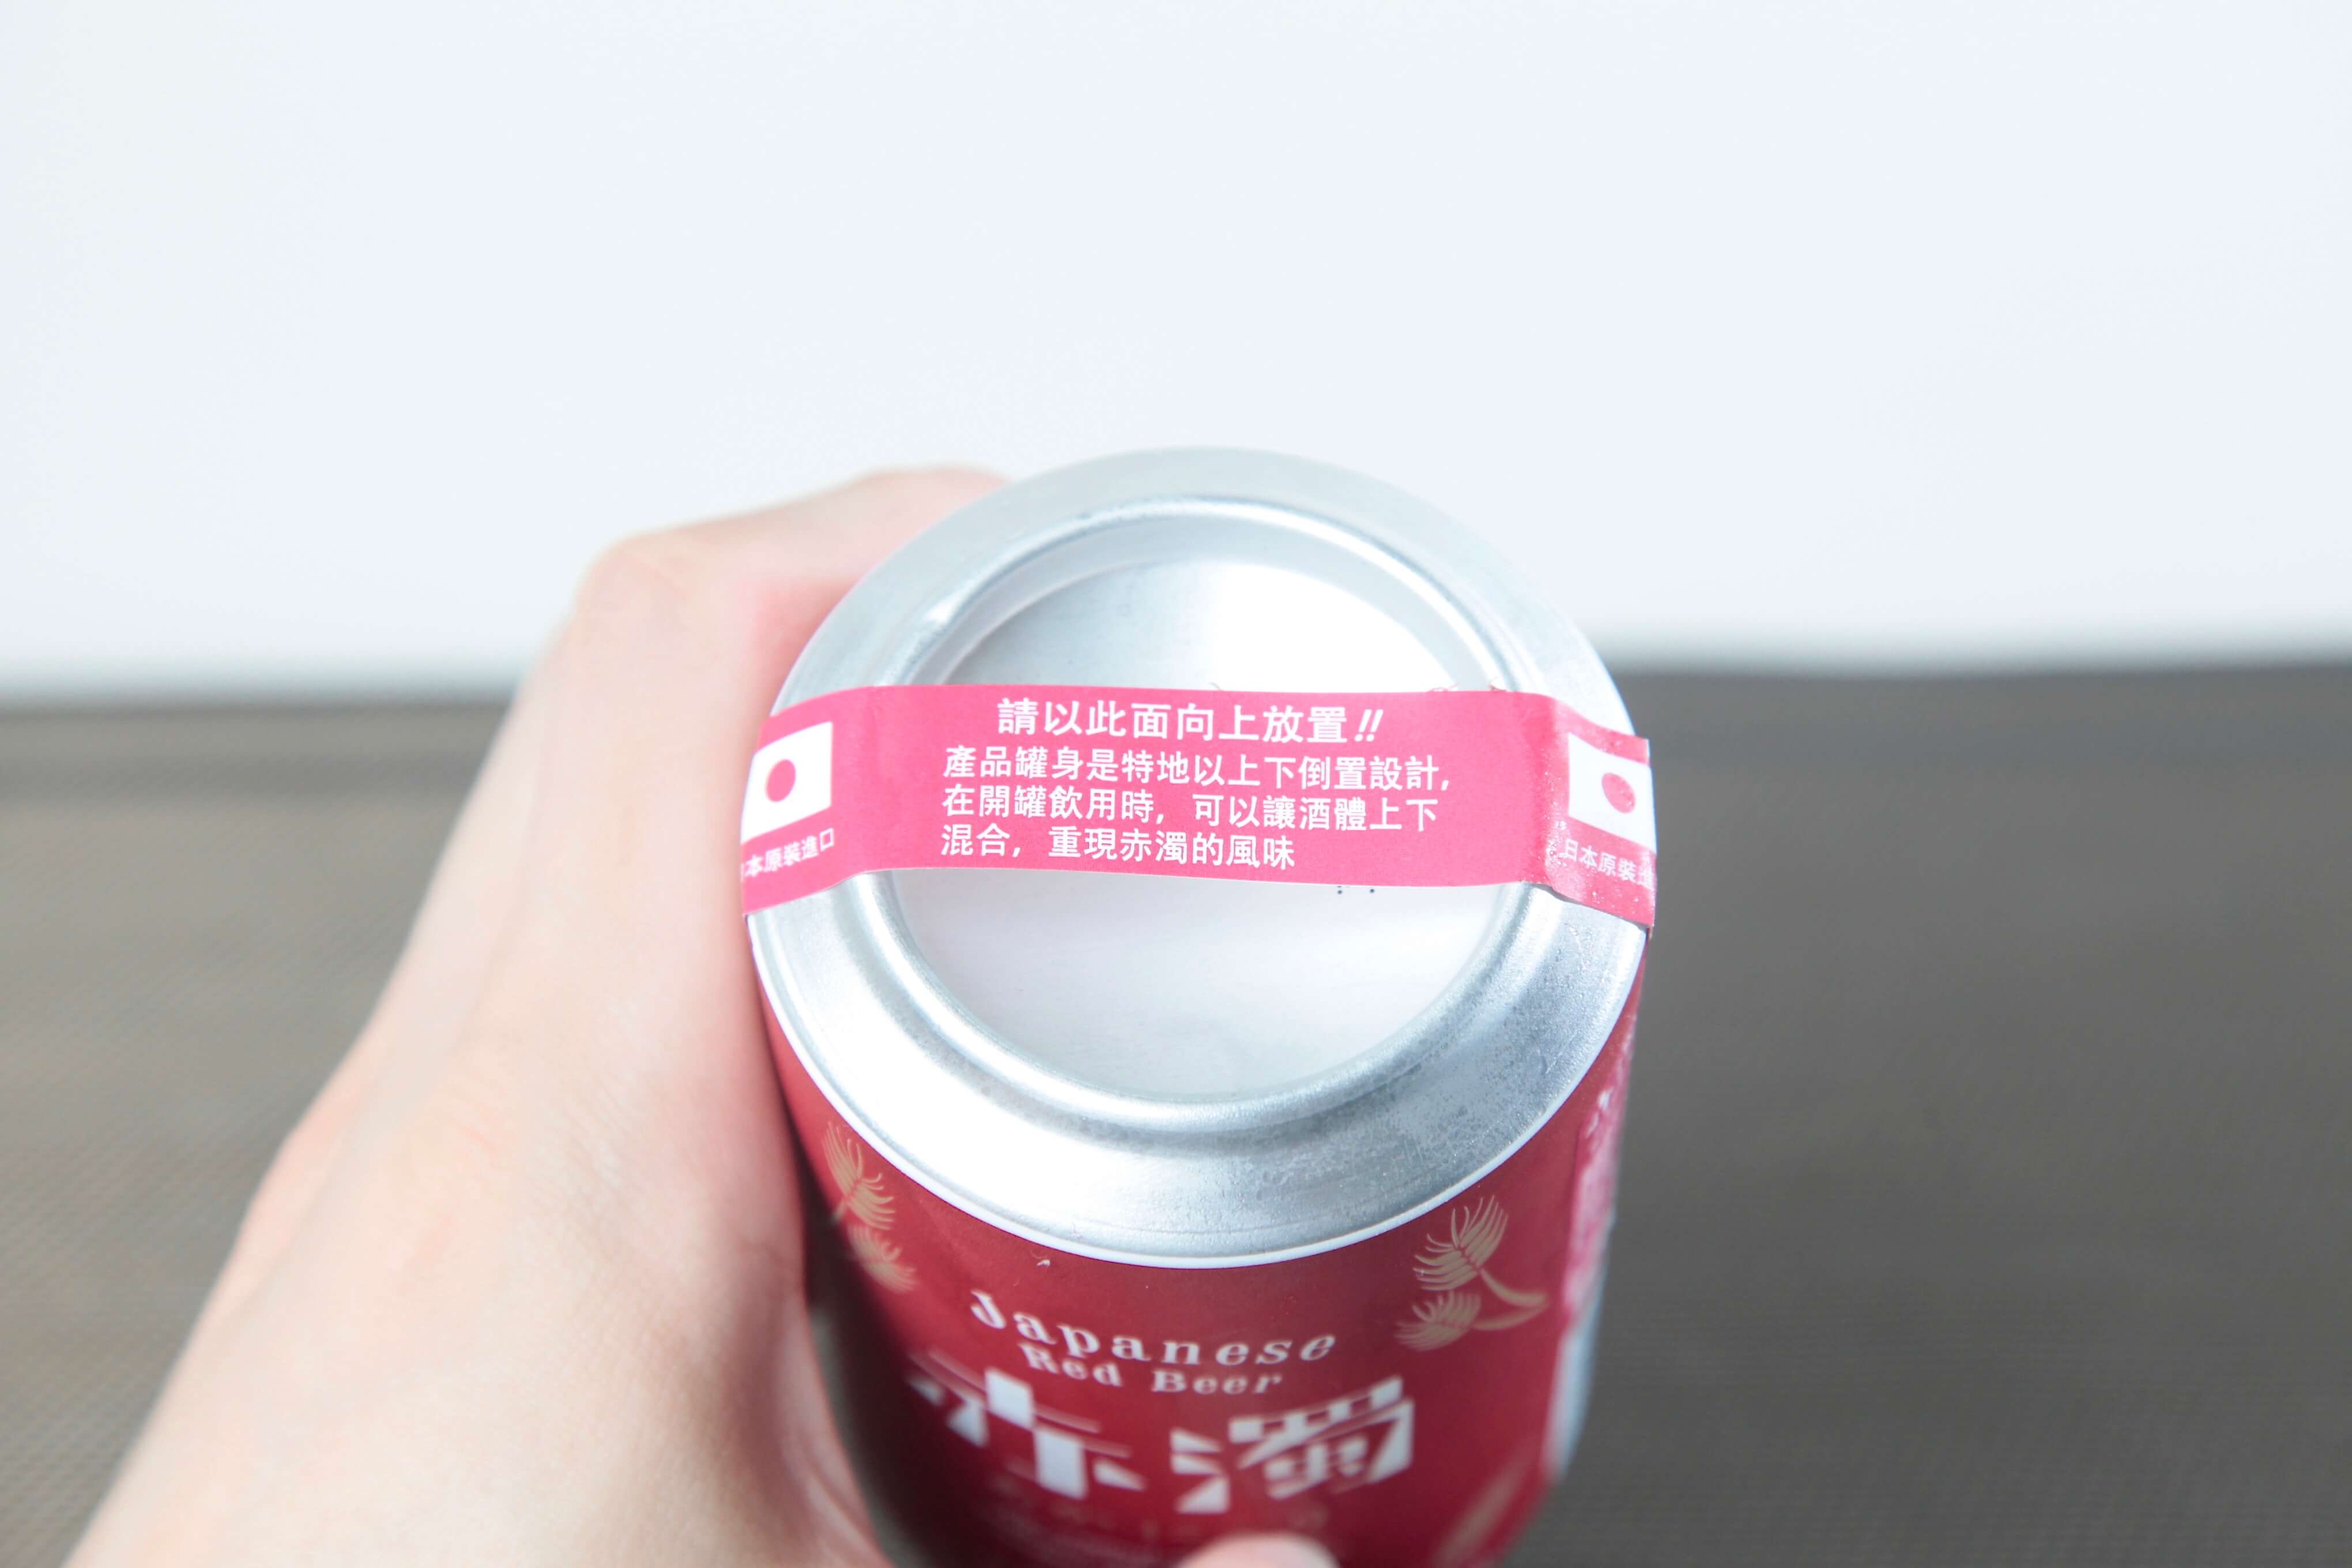 請以此面向上放置!!
產品罐身是特地以上下倒置設計,
在開罐飲用時, 可以讓酒體上下
混合, 重現赤濁的風味
本原裝進口
日本原裝
Japanese
Red Beer
赤濁